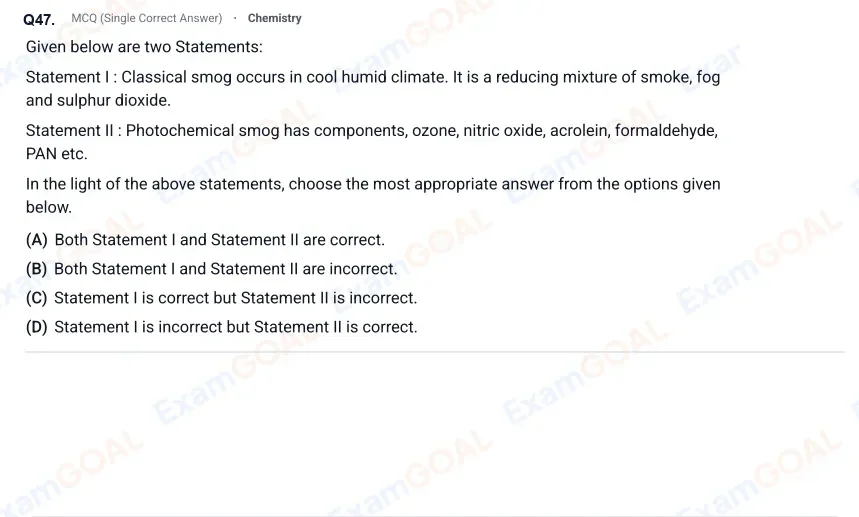 Q47. MCQ (Single Correct Answer) · Chemistry
Given below are two Statements:
Statement I : Classical smog occurs in cool humid climate. It is a reducing mixture of smoke, fog
and sulphur dioxide.
Statement II : Photochemical smog has components, ozone, nitric oxide, acrolein, formaldehyde,
PAN etc.
In the light of the above statements, choose the most appropriate answer from the options given
below.
(A) Both Statement I and Statement II are correct.
(B) Both Statement I and Statement II are incorrect.
(C) Statement I is correct but Statement II is incorrect.
(D) Statement I is incorrect but Statement II is correct.
ExamGOAL